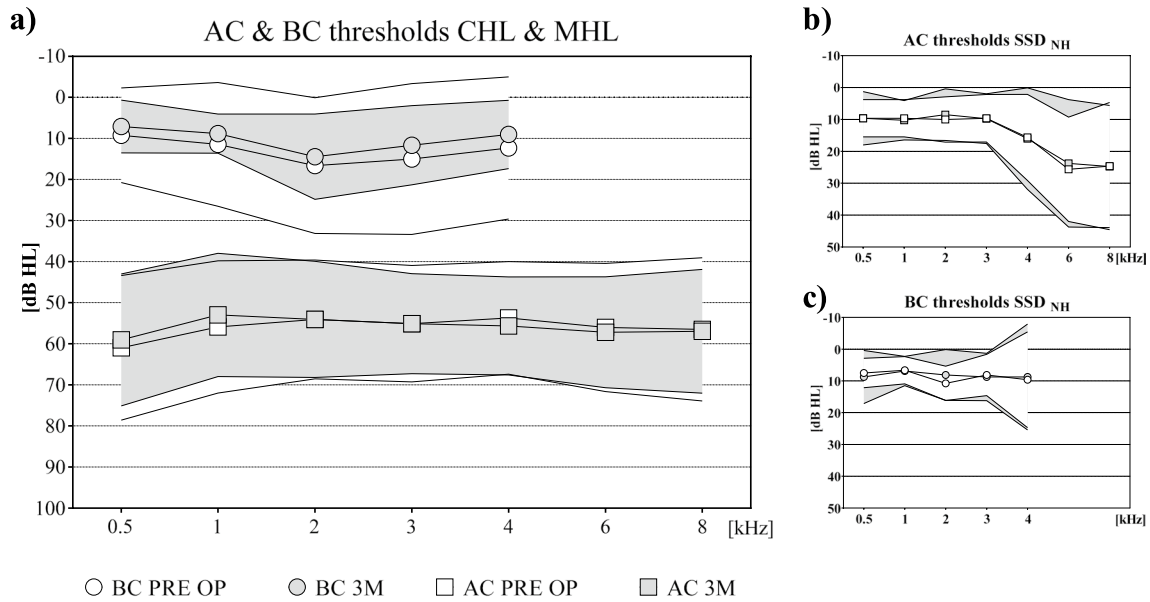 a)
AC & BC thresholds CHL & MHL
-10
0
10
20
30
40
50
60
70
80
90
100
[dB HL]
0.5 1 2 3 4 6 8 [kHz]
BC PRE OP BC 3M AC PRE OP AC 3M
b)
AC thresholds SSD NH
-10
0
10
20
30
40
50
[dB HL]
0.5 1 2 3 4 6 8 [kHz]
c)
BC thresholds SSD NH
-10
0
10
20
30
40
50
[dB HL]
0.5 1 2 3 4 [kHz]